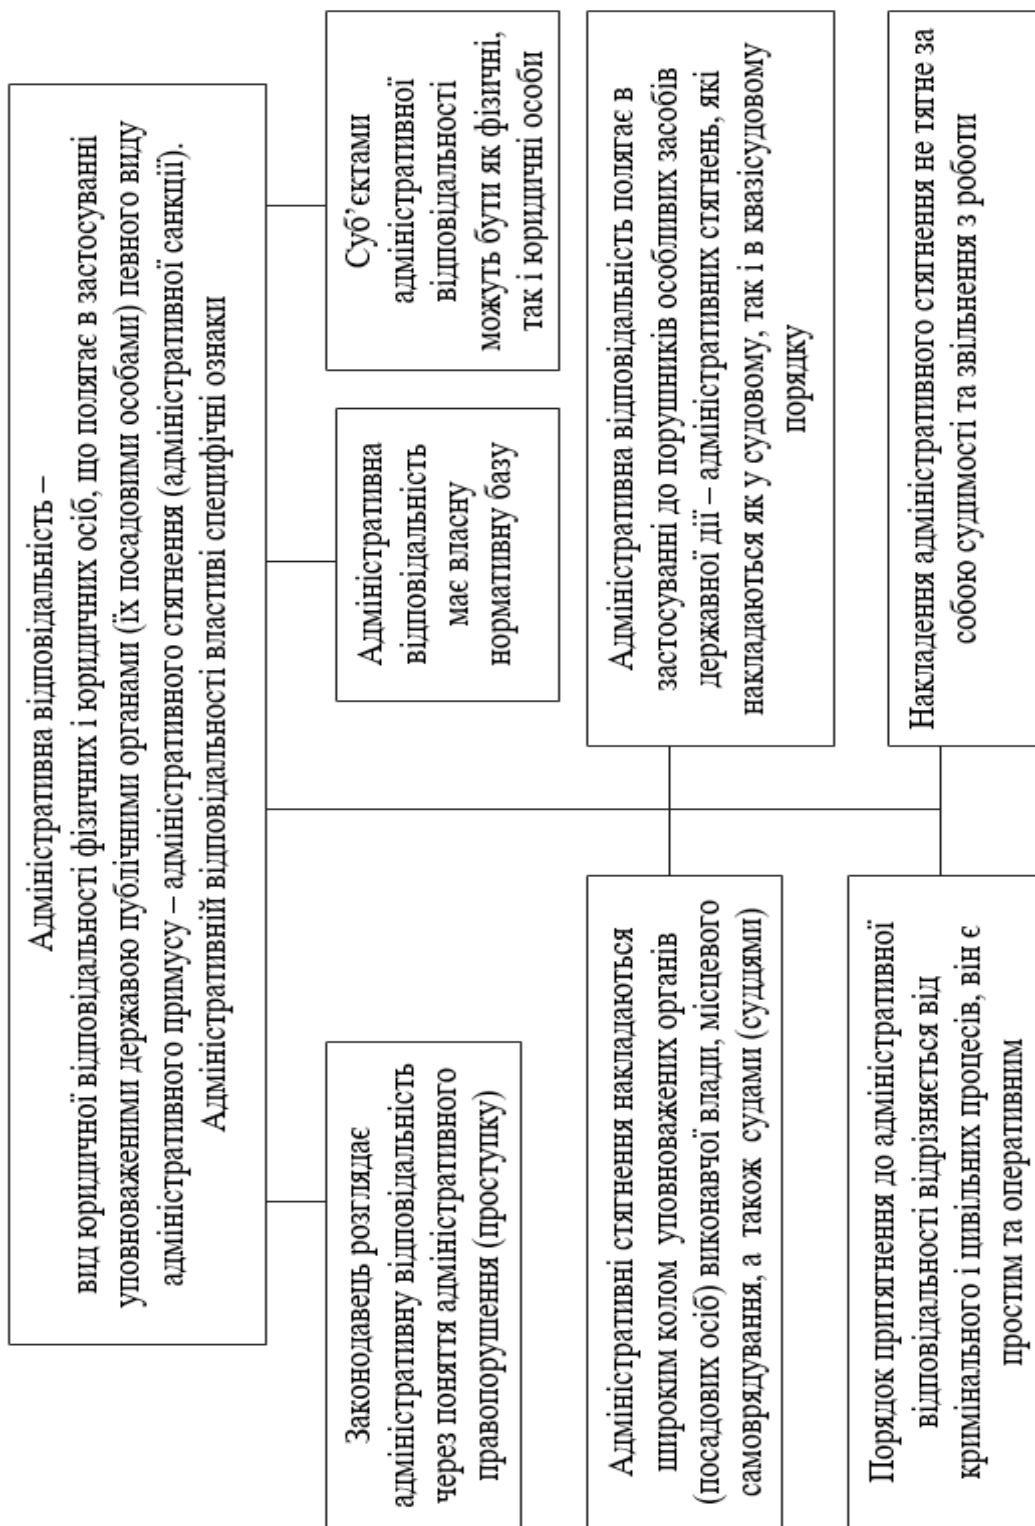 Адміністративна відповідальність –
вид юридичної відповідальності фізичних і юридичних осіб, що полягає в застосуванні
уповноваженими державою публічними органами (їх посадовими особами) певного виду
адміністративного примусу – адміністративного стягнення (адміністративної санкції).
Адміністративній відповідальності властиві специфічні ознаки
Законодавець розглядає
адміністративну відповідальність
через поняття адміністративного
правопорушення (проступку)
Адміністративна
відповідальність
має власну
нормативну базу
Суб’єктами
адміністративної
відповідальності
можуть бути як фізичні,
так і юридичні особи
Адміністративні стягнення накладаються
широким колом уповноважених органів
(посадових осіб) виконавчої влади, місцевого
самоврядування, а також судами (суддями)
Адміністративна відповідальність полягає в
застосуванні до порушників особливих засобів
державної дії – адміністративних стягнень, які
накладаються як у судовому, так і в квазісудовому
порядку
Порядок притягнення до адміністративної
відповідальності відрізняється від
кримінального і цивільних процесів, він є
простим та оперативним
Накладення адміністративного стягнення не тягне за
собою судимості та звільнення з роботи